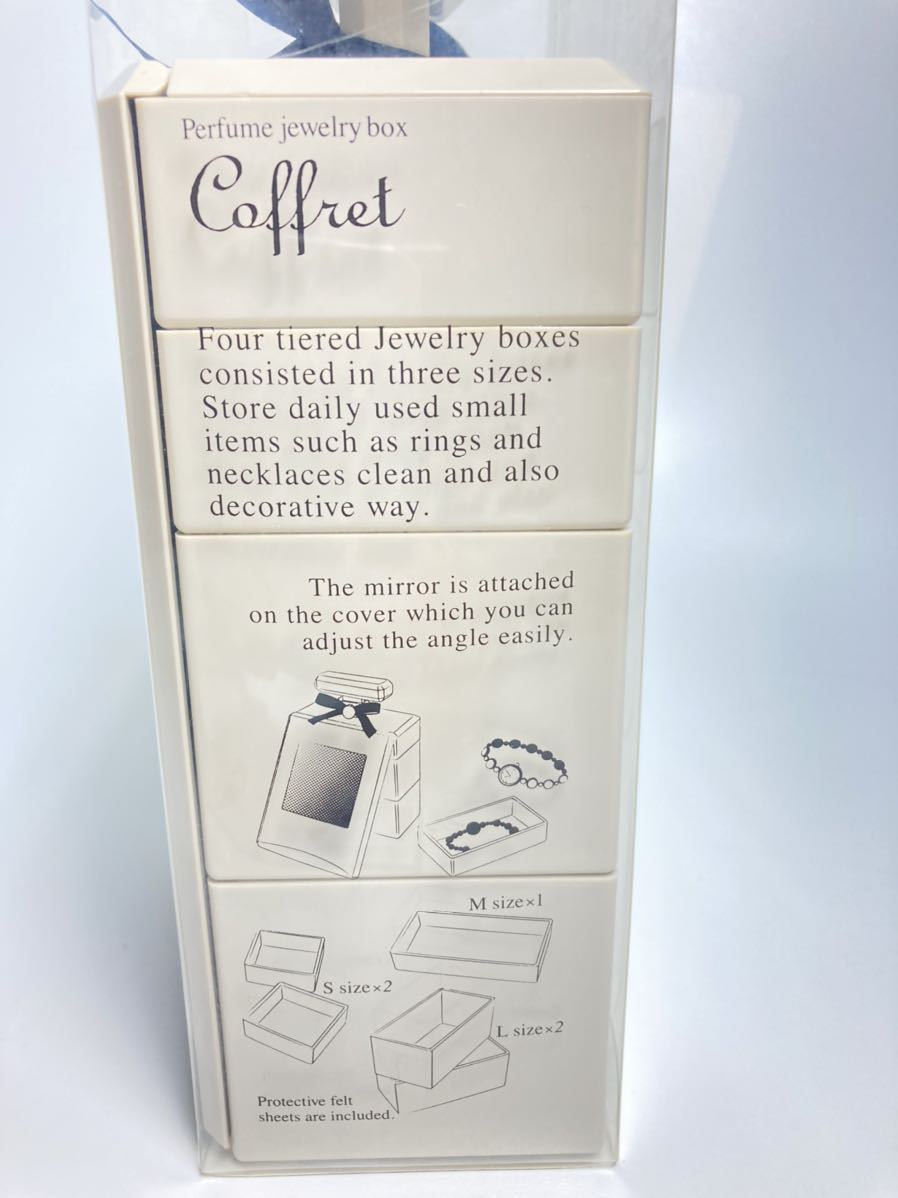 Perfume jewelry box
Coffret
Four tiered Jewelry boxes
consisted in three sizes.
Store daily used small
items such as rings and
necklaces clean and also
decorative way.
The mirror is attached
on the cover which you can
adjust the angle easily.
M size×1
S size×2
L size×2
Protective felt
sheets are included.